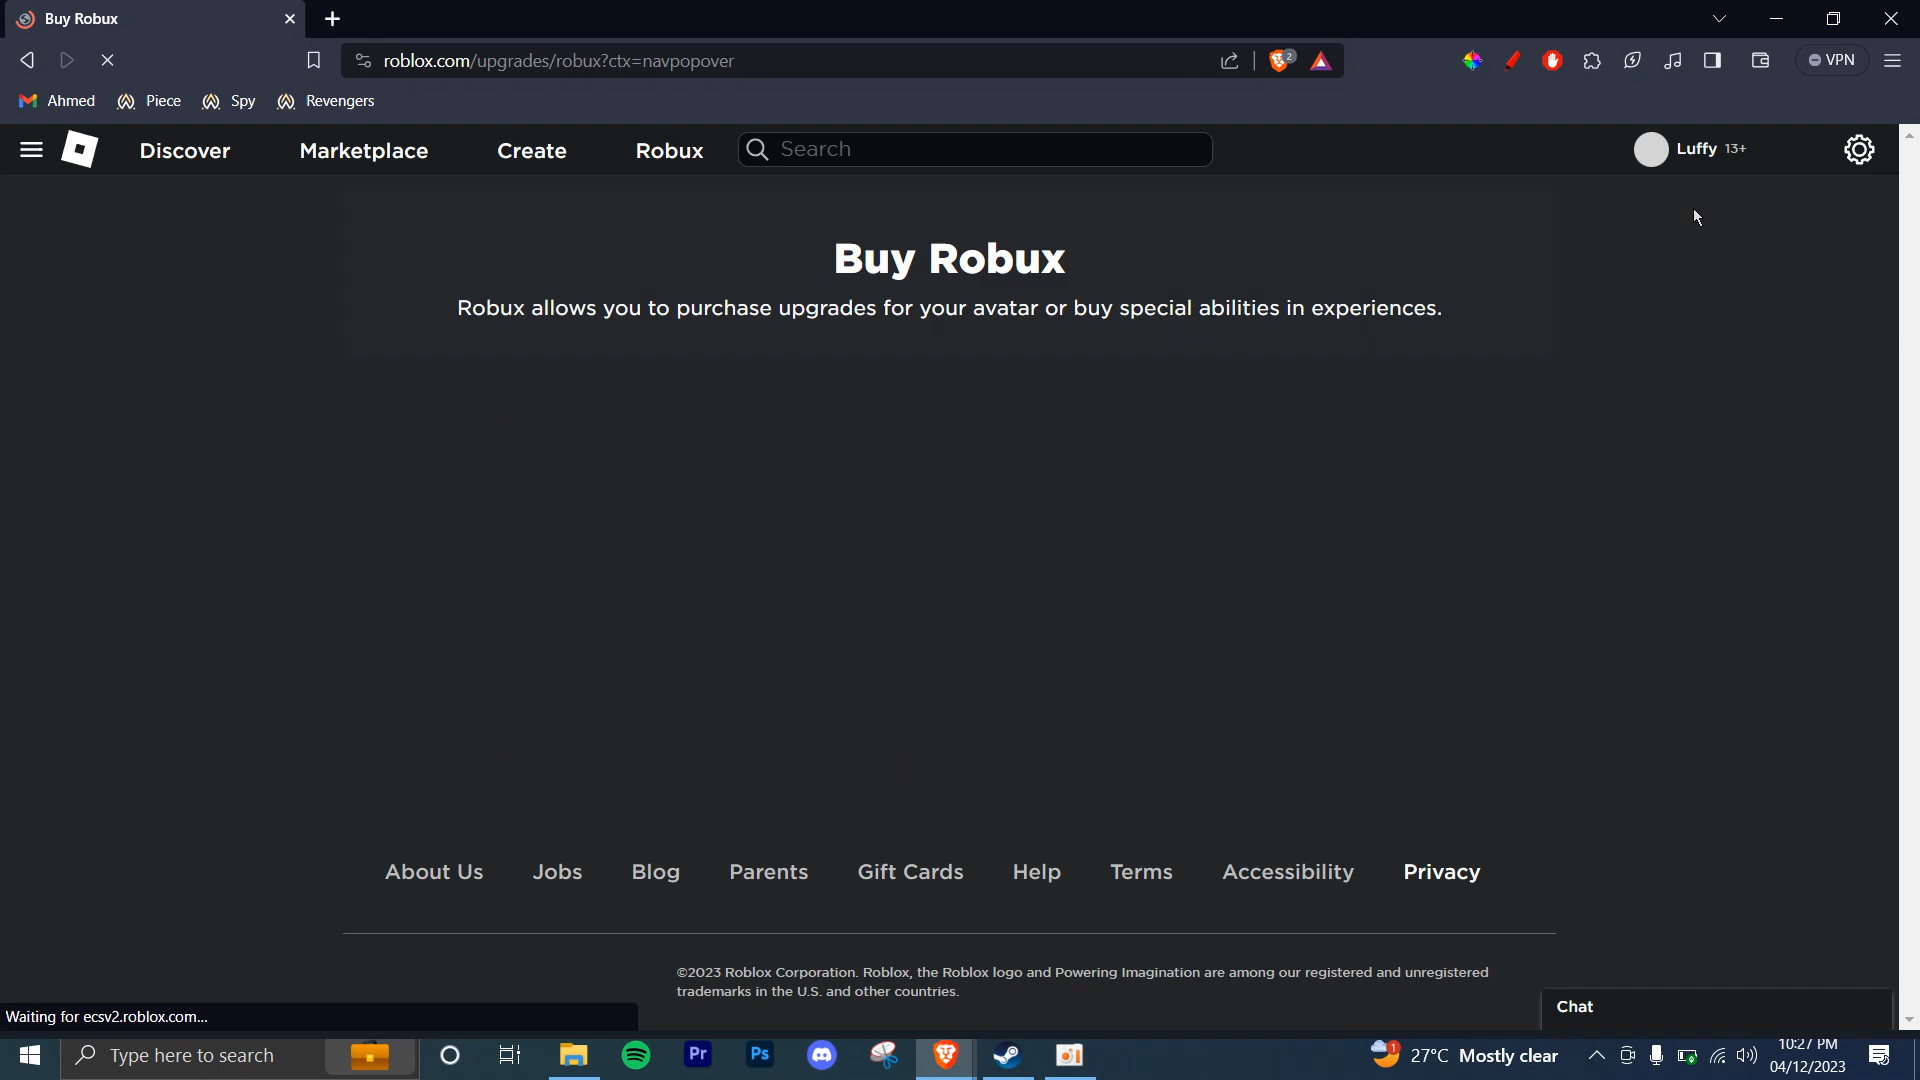 Buy Robux
roblox.com/upgrades/robux?ctx=navpopover
2
VPN
Ahmed Piece Spy Revengers
Discover Marketplace Create Robux Search Luffy 13+
Buy Robux
Robux allows you to purchase upgrades for your avatar or buy special abilities in experiences.
About Us Jobs Blog Parents Gift Cards Help Terms Accessibility Privacy
©2023 Roblox Corporation. Roblox, the Roblox logo and Powering Imagination are among our registered and unregistered
trademarks in the U.S. and other countries.
Chat
Waiting for ecsv2.roblox.com...
Type here to search
Pr
Ps
1
27°C Mostly clear
10:27 PM
04/12/2023